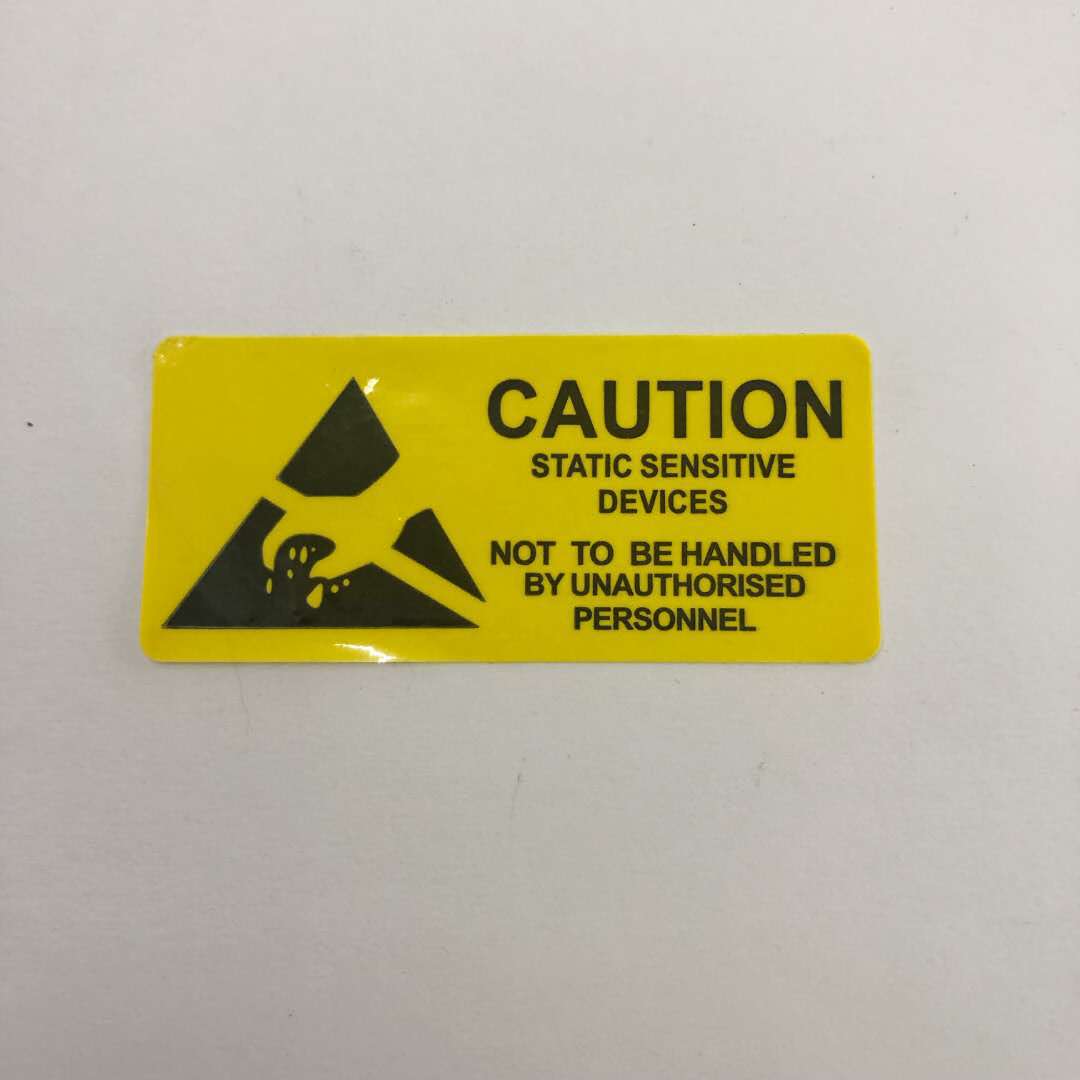 CAUTION
STATIC SENSITIVE
DEVICES
NOT TO BE HANDLED
BY UNAUTHORISED
PERSONNEL